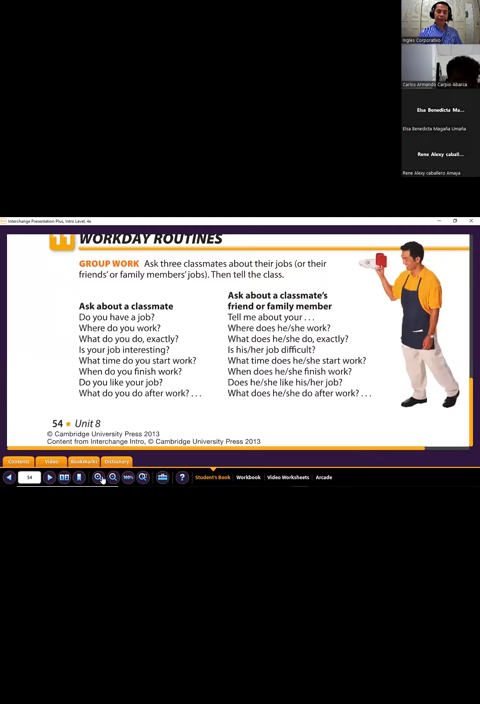 Ingles Corporativo
Carlos Armando Carpio Abarca
Elsa Benedicta Ma...
Elsa Benedicta Magaña Umaña
Rene Alexy caball...
Rene Alexy caballero Amaya
Interchange Presentation Plus, Intro Level, 4e
11 WORKDAY ROUTINES
GROUP WORK Ask three classmates about their jobs (or their
friends' or family members' jobs). Then tell the class.
Ask about a classmate
Do you have a job?
Where do you work?
What do you do, exactly?
Is your job interesting?
What time do you start work?
When do you finish work?
Do you like your job?
What do you do after work? . . .
Ask about a classmate's
friend or family member
Tell me about your . . .
Where does he/she work?
What does he/she do, exactly?
Is his/her job difficult?
What time does he/she start work?
When does he/she finish work?
Does he/she like his/her job?
What does he/she do after work? . . .
54 Unit 8
© Cambridge University Press 2013
Content from Interchange Intro, © Cambridge University Press 2013
Contents Video Bookmarks Dictionary
54 100% ? Student's Book Workbook Video Worksheets Arcade